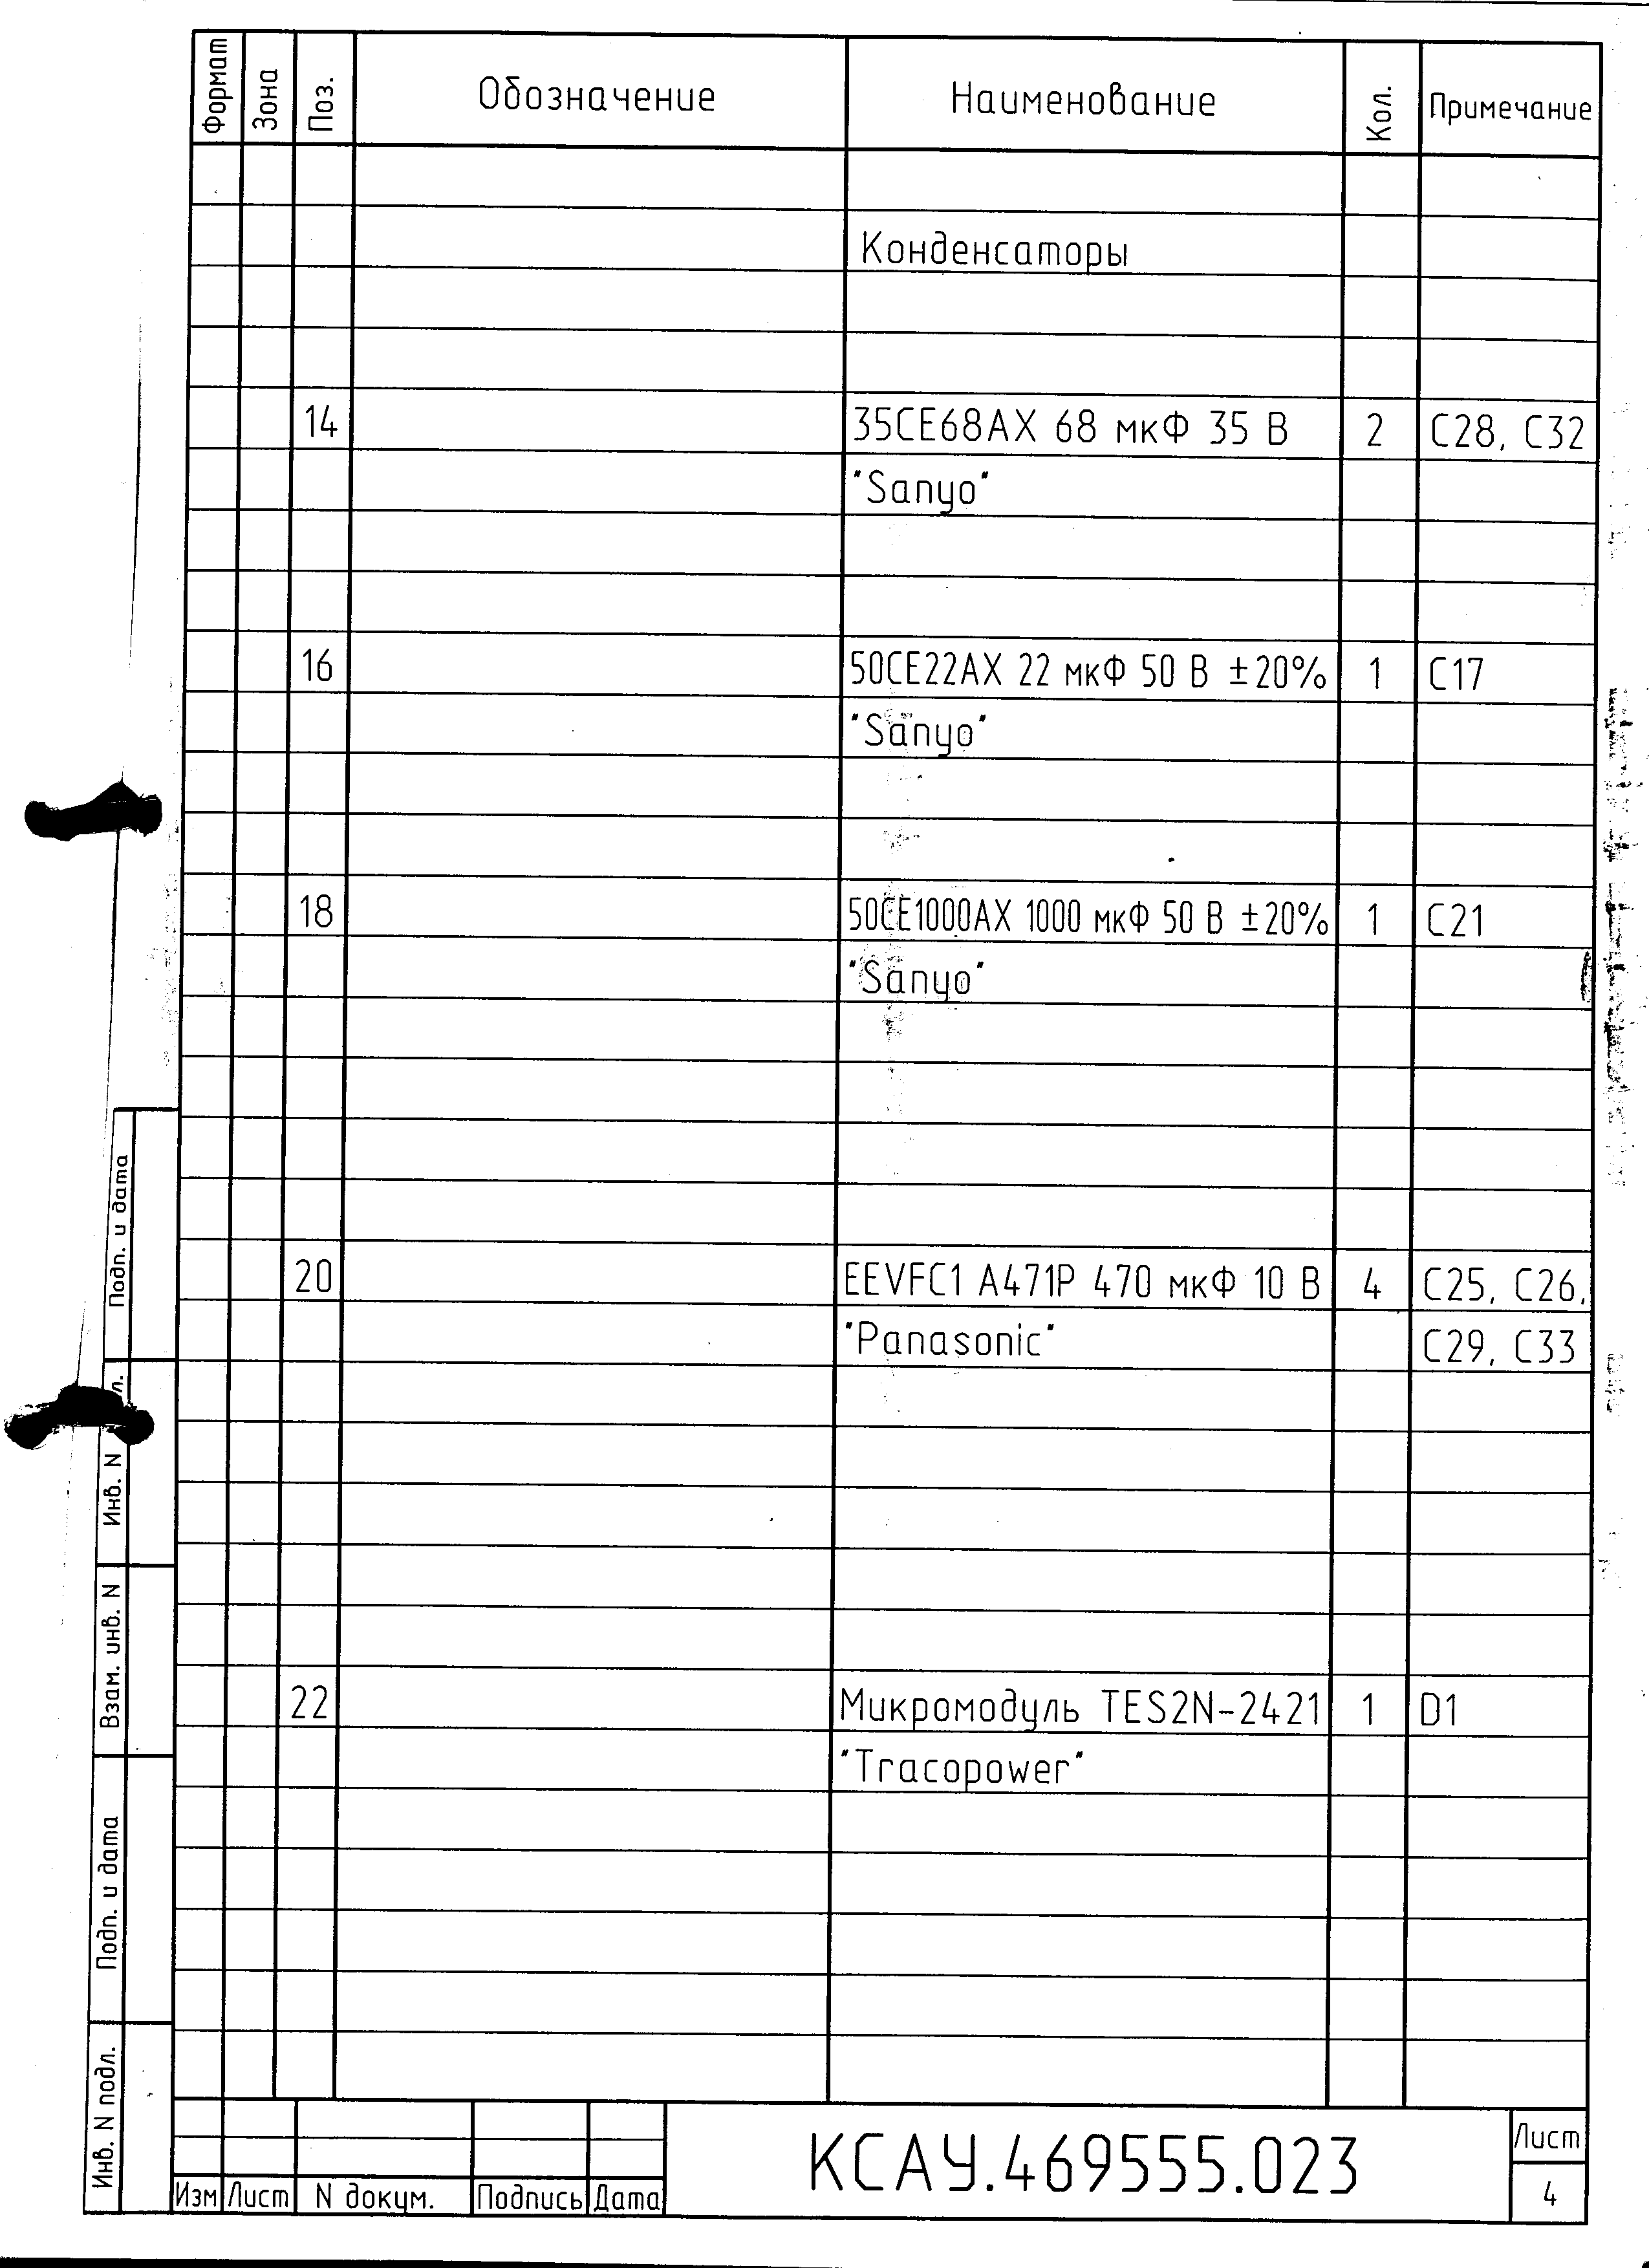 Формат Зона Поз. Обозначение Наименование Кол. Примечание
Конденсаторы
14 35CE68AX 68 мкФ 35 В 2 C28, C32
"Sanyo"
16 50CE22AX 22 мкФ 50 В ±20% 1 C17
"Sanyo"
18 50CE1000AX 1000 мкФ 50 В ±20% 1 C21
"Sanyo"
20 EEVFC1 A471P 470 мкФ 10 В 4 C25, C26,
"Panasonic" C29, C33
22 Микромодуль TES2N-2421 1 D1
"Tracopower"
Подп. и дата
Инв. N
Взам. инв. N
Подп. и дата
Инв. N подл.
Изм Лист N докум. Подпись Дата
КСАУ.469555.023
Лист
4